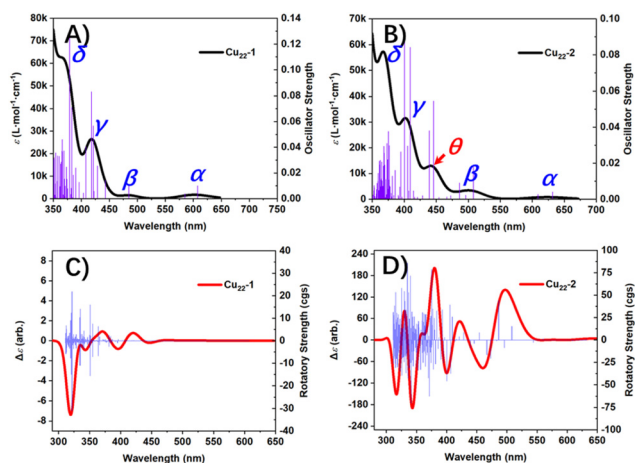 A)
80k
70k
60k
50k
40k
30k
20k
10k
0
ε (L·mol⁻¹·cm⁻¹)
0.14
0.12
0.10
0.08
0.06
0.04
0.02
0.00
Oscillator Strength
Cu₂₂-1
δ
γ
β
α
350 400 450 500 550 600 650 700 750
Wavelength (nm)
B)
70k
60k
50k
40k
30k
20k
10k
0
ε (L·mol⁻¹·cm⁻¹)
0.10
0.08
0.06
0.04
0.02
0.00
Oscillator Strength
Cu₂₂-2
δ
γ
θ
β
α
350 400 450 500 550 600 650 700
Wavelength (nm)
C)
8
6
4
2
0
-2
-4
-6
-8
Δε (arb.)
40
30
20
10
0
-10
-20
-30
-40
Rotatory Strength (cgs)
Cu₂₂-1
300 350 400 450 500 550 600 650
Wavelength (nm)
D)
240
180
120
60
0
-60
-120
-180
-240
Δε (arb.)
100
75
50
25
0
-25
-50
-75
-100
Rotatory Strength (cgs)
Cu₂₂-2
300 350 400 450 500 550 600 650
Wavelength (nm)